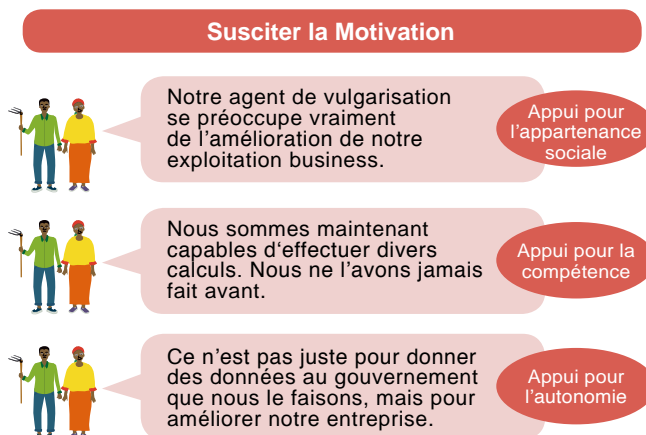 Susciter la Motivation
Notre agent de vulgarisation
se préoccupe vraiment
de l'amélioration de notre
exploitation business.
Appui pour
l'appartenance
sociale
Nous sommes maintenant
capables d‘effectuer divers
calculs. Nous ne l'avons jamais
fait avant.
Appui pour la
compétence
Ce n'est pas juste pour donner
des données au gouvernement
que nous le faisons, mais pour
améliorer notre entreprise.
Appui pour
l'autonomie